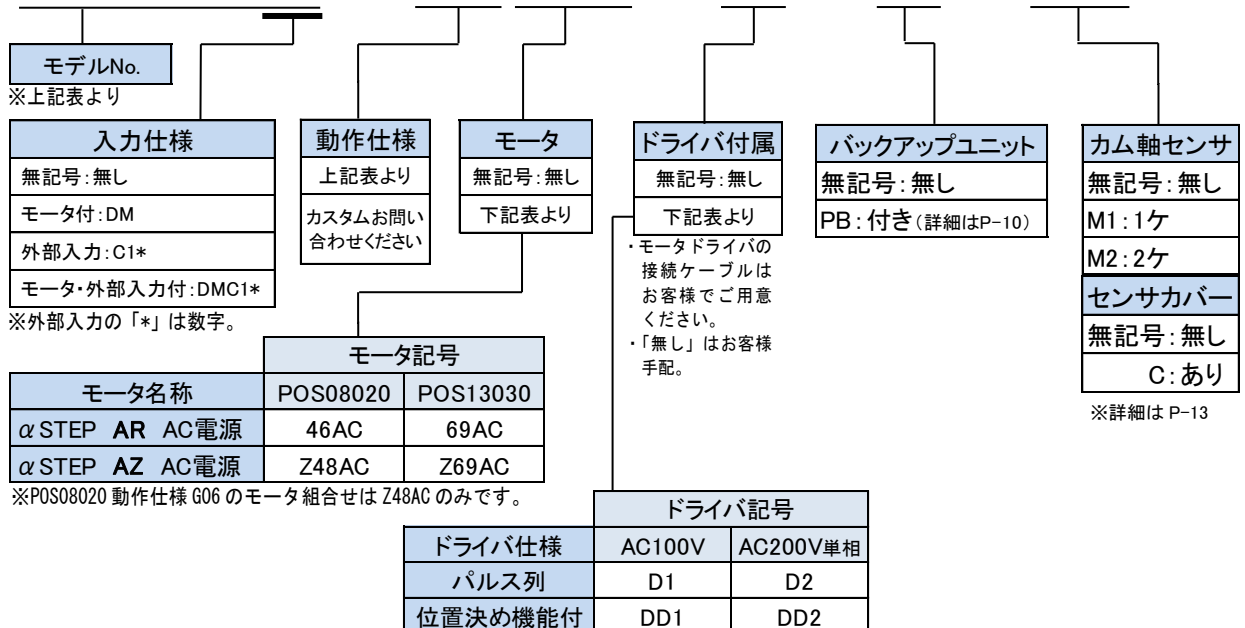 モデルNo.
※上記表より
入力仕様
無記号:無し
モータ付:DM
外部入力:C1*
モータ・外部入力付:DMC1*
※外部入力の「*」は数字。
動作仕様
上記表より
カスタムお問い
合わせください
モータ
無記号:無し
下記表より
ドライバ付属
無記号:無し
下記表より
・モータドライバの
接続ケーブルは
お客様でご用意
ください。
・「無し」はお客様
手配。
バックアップユニット
無記号:無し
PB:付き(詳細はP-10)
カム軸センサ
無記号:無し
M1:1ケ
M2:2ケ
センサカバー
無記号:無し
C:あり
※詳細は P-13
モータ記号
モータ名称 POS08020 POS13030
αSTEP AR AC電源 46AC 69AC
αSTEP AZ AC電源 Z48AC Z69AC
※POS08020 動作仕様 G06 のモータ組合せは Z48AC のみです。
ドライバ記号
ドライバ仕様 AC100V AC200V単相
パルス列 D1 D2
位置決め機能付 DD1 DD2